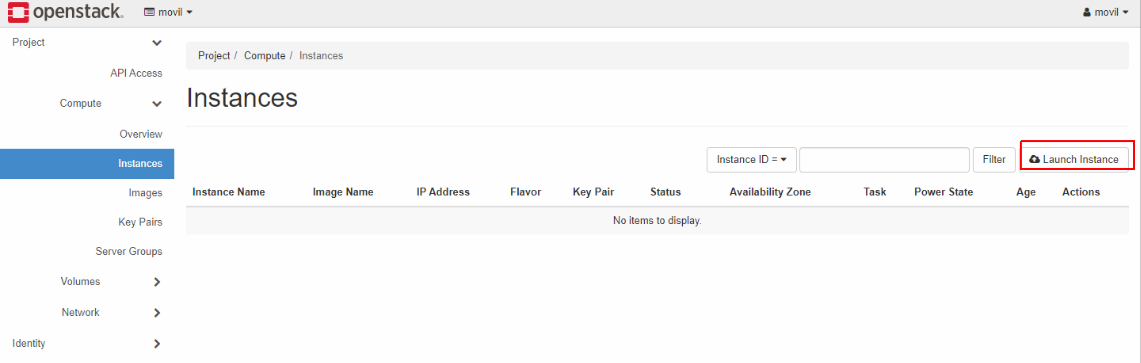 openstack. movil movil
Project
API Access
Compute
Overview
Instances
Images
Key Pairs
Server Groups
Volumes
Network
Identity
Project / Compute / Instances
Instances
Instance ID = Filter Launch Instance
Instance Name Image Name IP Address Flavor Key Pair Status Availability Zone Task Power State Age Actions
No items to display.